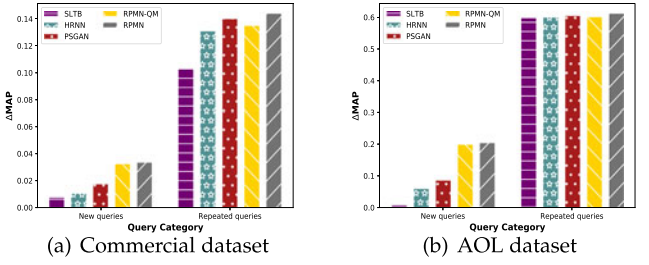 SLTB
HRNN
PSGAN
RPMN-QM
RPMN
0.14
0.12
0.10
0.08
0.06
0.04
0.02
0.00
ΔMAP
New queries
Repeated queries
Query Category
(a) Commercial dataset
SLTB
HRNN
PSGAN
RPMN-QM
RPMN
0.6
0.5
0.4
0.3
0.2
0.1
0.0
ΔMAP
New queries
Repeated queries
Query Category
(b) AOL dataset